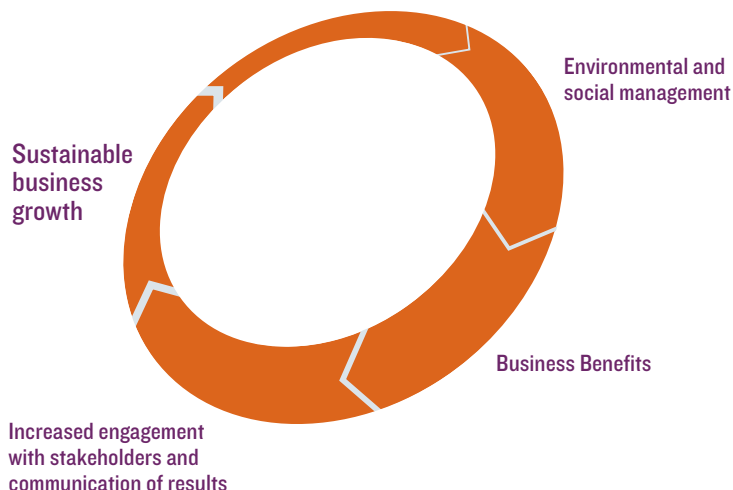 Environmental and
social management
Sustainable
business
growth
Business Benefits
Increased engagement
with stakeholders and
communication of results